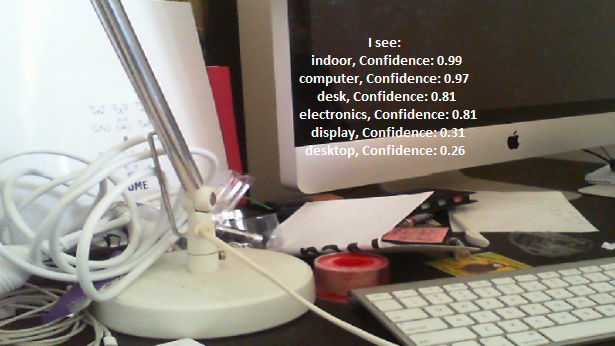 I see:
indoor, Confidence: 0.99
computer, Confidence: 0.97
desk, Confidence: 0.81
electronics, Confidence: 0.81
display, Confidence: 0.31
desktop, Confidence: 0.26
OME